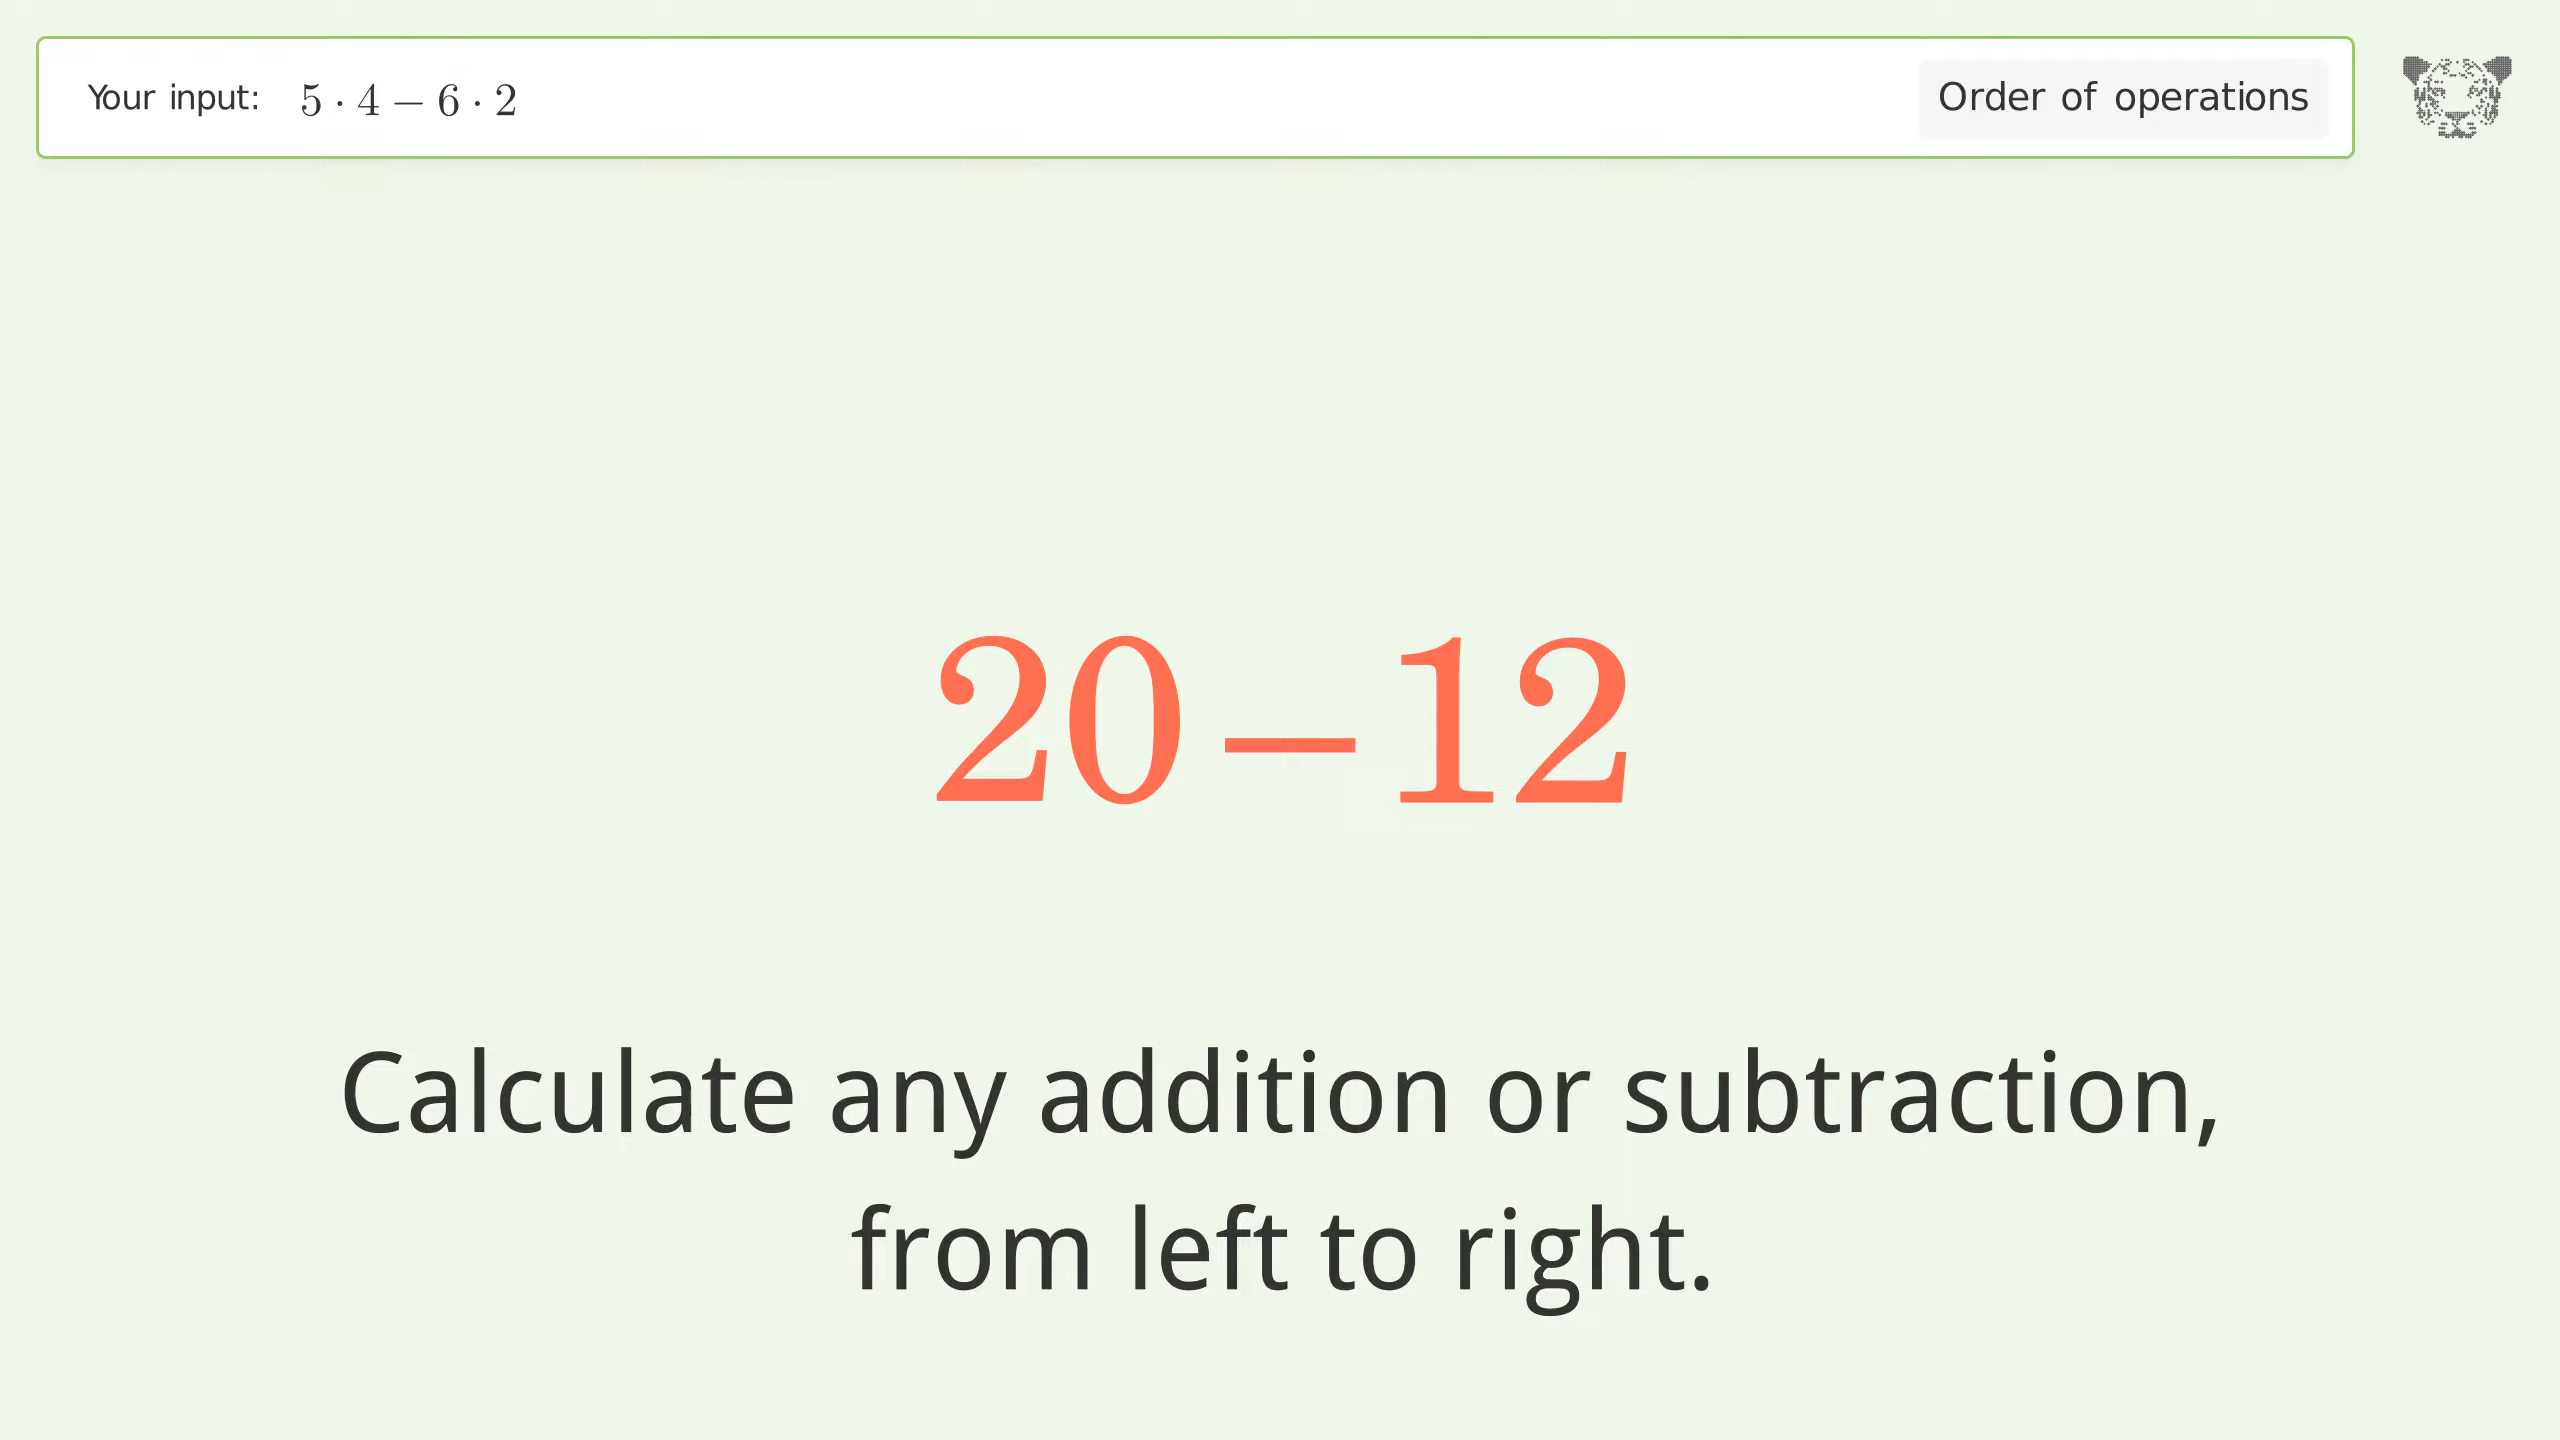 Your input: 5 · 4 − 6 · 2
Order of operations
20 − 12
Calculate any addition or subtraction,
from left to right.